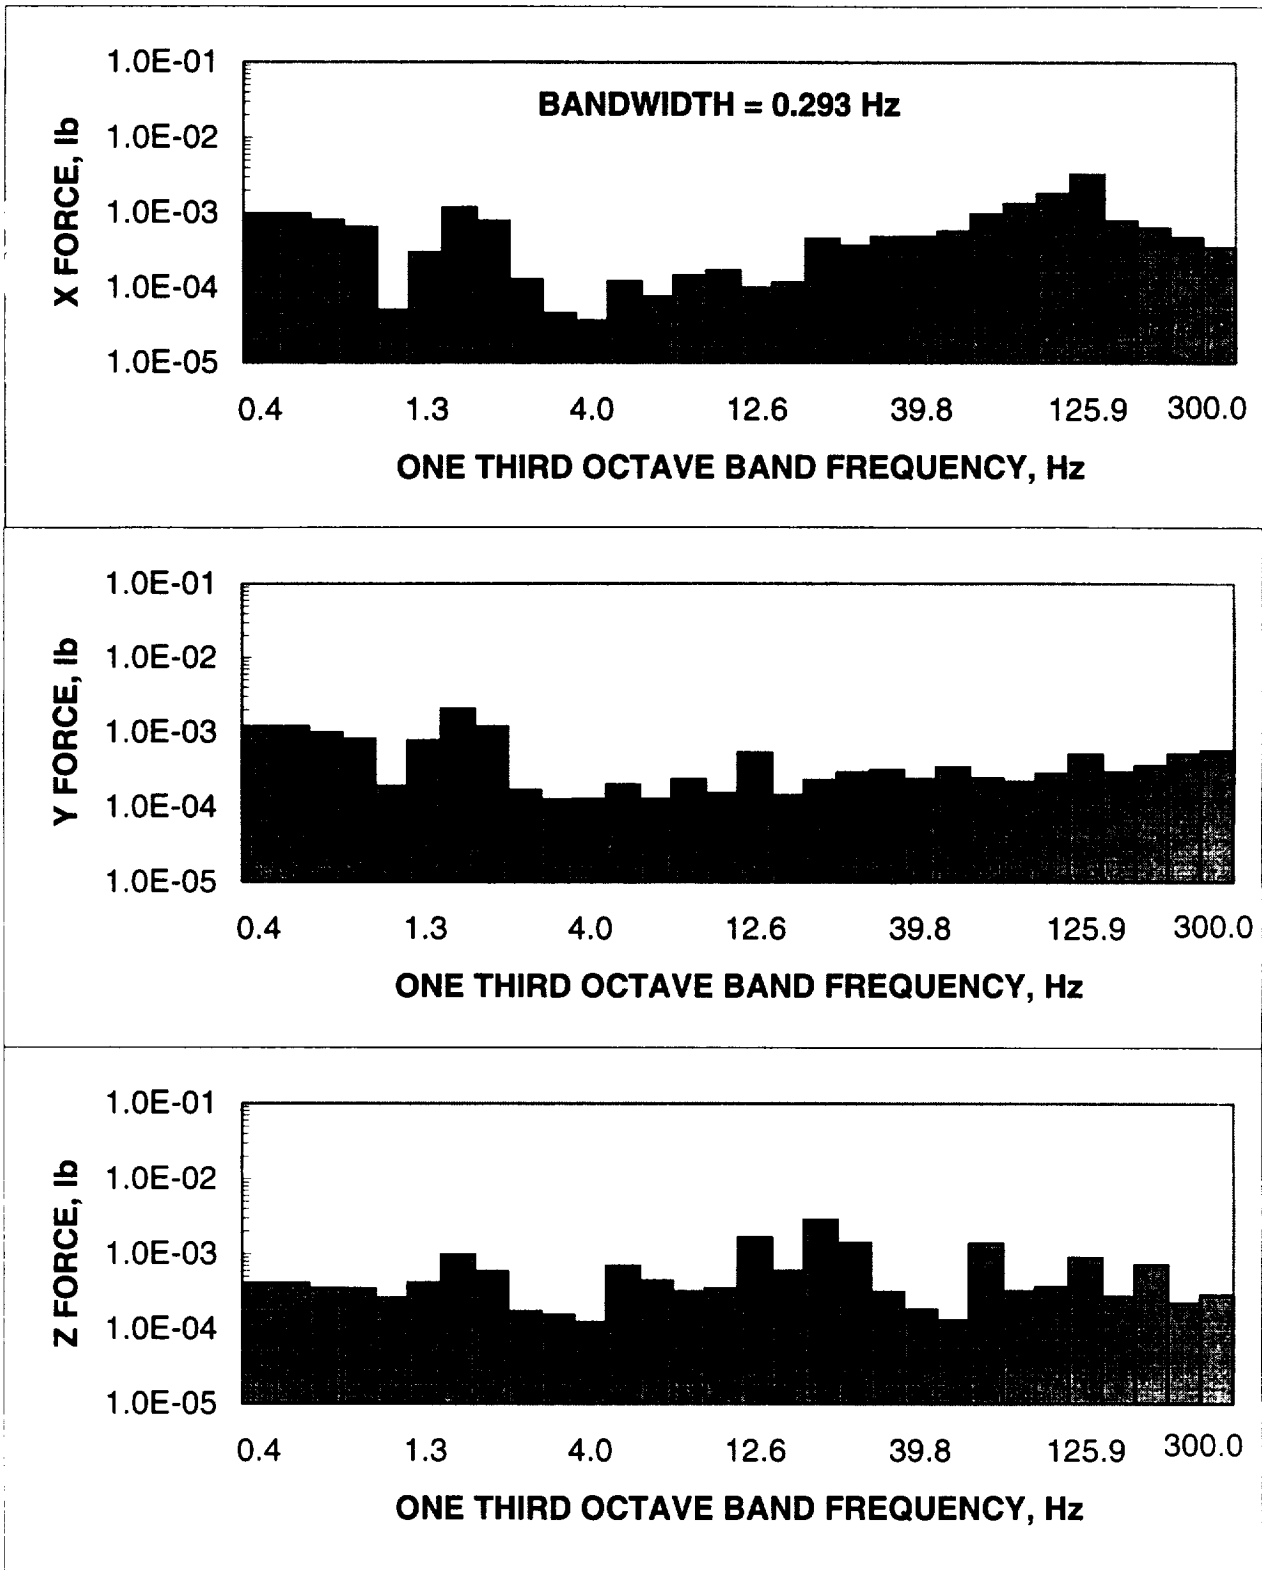 1.0E-01
BANDWIDTH = 0.293 Hz
1.0E-02
1.0E-03
1.0E-04
1.0E-05
X FORCE, lb
0.4 1.3 4.0 12.6 39.8 125.9 300.0
ONE THIRD OCTAVE BAND FREQUENCY, Hz
1.0E-01
1.0E-02
1.0E-03
1.0E-04
1.0E-05
Y FORCE, lb
0.4 1.3 4.0 12.6 39.8 125.9 300.0
ONE THIRD OCTAVE BAND FREQUENCY, Hz
1.0E-01
1.0E-02
1.0E-03
1.0E-04
1.0E-05
Z FORCE, lb
0.4 1.3 4.0 12.6 39.8 125.9 300.0
ONE THIRD OCTAVE BAND FREQUENCY, Hz